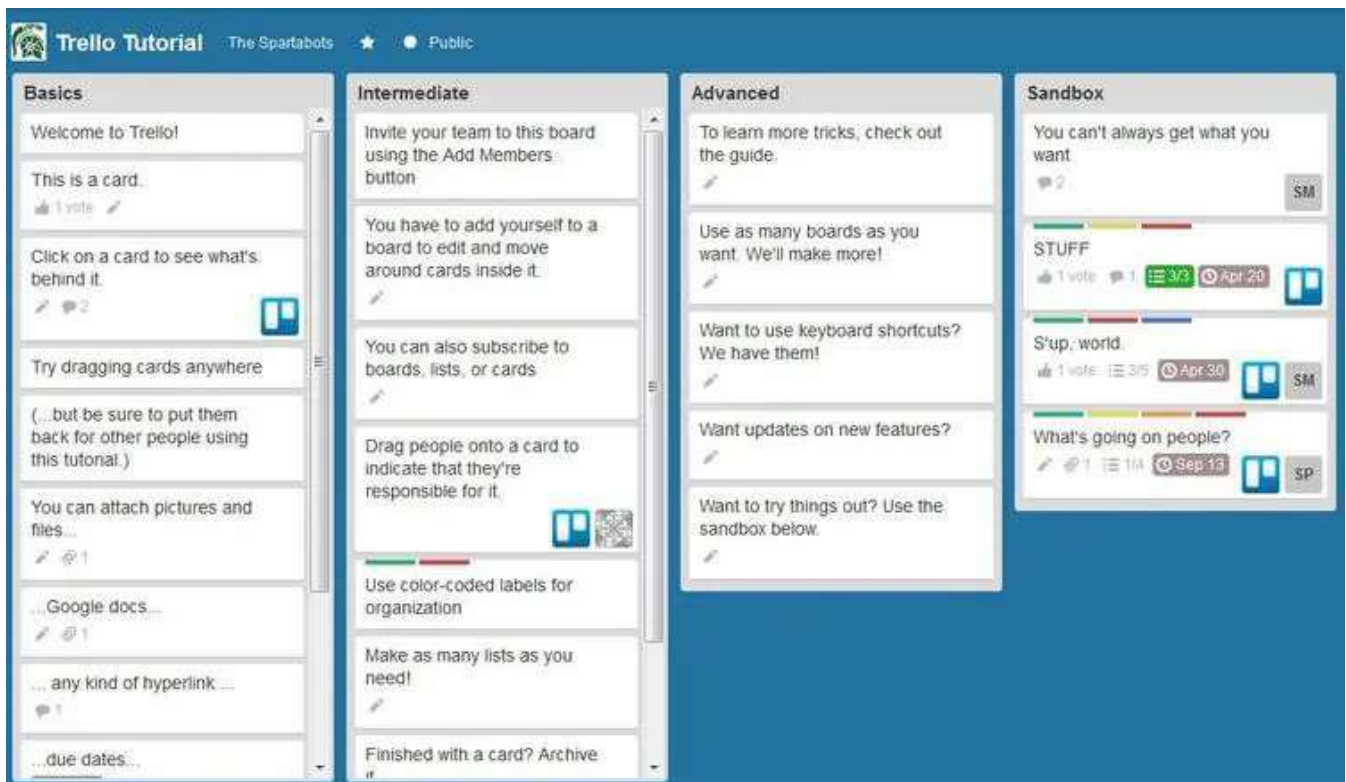 Trello Tutorial The Spartabots Public
Basics
Welcome to Trello!
This is a card.
1 vote
Click on a card to see what's
behind it.
2
Try dragging cards anywhere
(...but be sure to put them
back for other people using
this tutorial.)
You can attach pictures and
files...
1
...Google docs...
1
... any kind of hyperlink ...
1
...due dates...
Intermediate
Invite your team to this board
using the Add Members
button
You have to add yourself to a
board to edit and move
around cards inside it.
You can also subscribe to
boards, lists, or cards
Drag people onto a card to
indicate that they're
responsible for it.
Use color-coded labels for
organization
Make as many lists as you
need!
Finished with a card? Archive
Advanced
To learn more tricks, check out
the guide.
Use as many boards as you
want. We'll make more!
Want to use keyboard shortcuts?
We have them!
Want updates on new features?
Want to try things out? Use the
sandbox below.
Sandbox
You can't always get what you
want
2
SM
STUFF
1 vote 1 3/3 Apr 20
S'up, world.
1 vote 3/5 Apr 30
SM
What's going on people?
1 1/4 Sep 13
SP